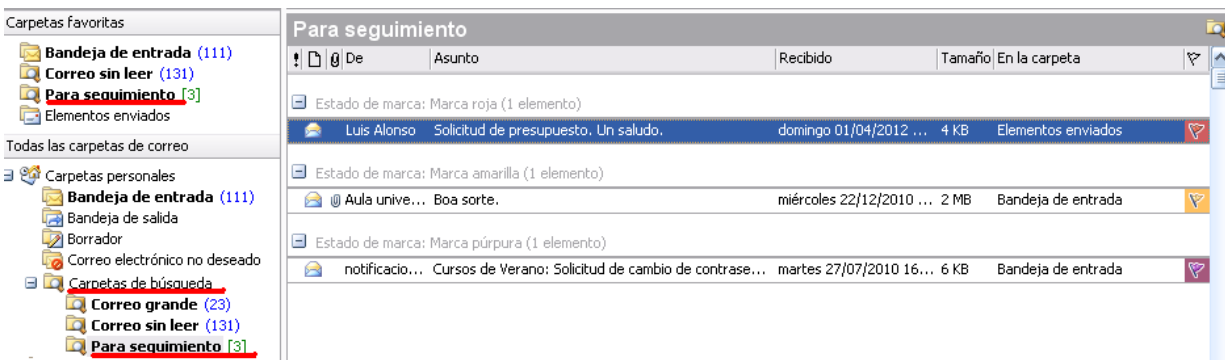 Carpetas favoritas
Bandeja de entrada (111)
Correo sin leer (131)
Para seguimiento [3]
Elementos enviados
Todas las carpetas de correo
Carpetas personales
Bandeja de entrada (111)
Bandeja de salida
Borrador
Correo electrónico no deseado
Carpetas de búsqueda
Correo grande (23)
Correo sin leer (131)
Para seguimiento [3]
Para seguimiento
! De Asunto Recibido Tamaño En la carpeta
Estado de marca: Marca roja (1 elemento)
Luis Alonso Solicitud de presupuesto. Un saludo. domingo 01/04/2012 ... 4 KB Elementos enviados
Estado de marca: Marca amarilla (1 elemento)
Aula unive... Boa sorte. miércoles 22/12/2010 ... 2 MB Bandeja de entrada
Estado de marca: Marca púrpura (1 elemento)
notificacio... Cursos de Verano: Solicitud de cambio de contrase... martes 27/07/2010 16... 6 KB Bandeja de entrada